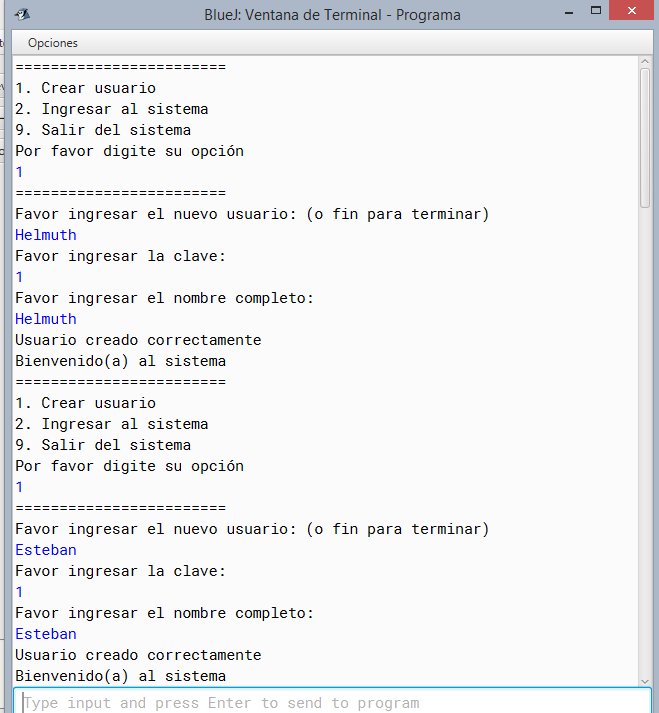 BlueJ: Ventana de Terminal - Programa
Opciones
========================
1. Crear usuario
2. Ingresar al sistema
9. Salir del sistema
Por favor digite su opción
1
========================
Favor ingresar el nuevo usuario: (o fin para terminar)
Helmuth
Favor ingresar la clave:
1
Favor ingresar el nombre completo:
Helmuth
Usuario creado correctamente
Bienvenido(a) al sistema
========================
1. Crear usuario
2. Ingresar al sistema
9. Salir del sistema
Por favor digite su opción
1
========================
Favor ingresar el nuevo usuario: (o fin para terminar)
Esteban
Favor ingresar la clave:
1
Favor ingresar el nombre completo:
Esteban
Usuario creado correctamente
Bienvenido(a) al sistema
Type input and press Enter to send to program